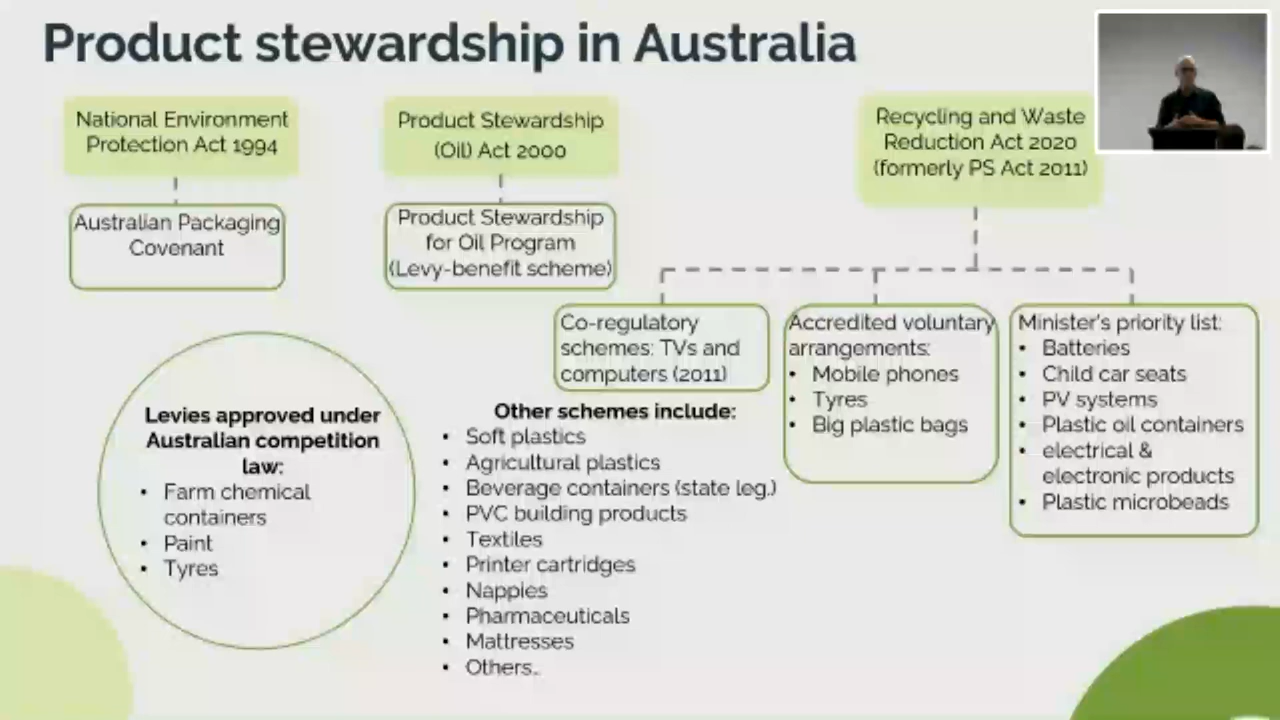 Product stewardship in Australia
National Environment
Protection Act 1994
Australian Packaging
Covenant
Product Stewardship
(Oil) Act 2000
Product Stewardship
for Oil Program
(Levy-benefit scheme)
Recycling and Waste
Reduction Act 2020
(formerly PS Act 2011)
Co-regulatory
schemes: TVs and
computers (2011)
Accredited voluntary
arrangements:
• Mobile phones
• Tyres
• Big plastic bags
Minister's priority list:
• Batteries
• Child car seats
• PV systems
• Plastic oil containers
• electrical &
electronic products
• Plastic microbeads
Levies approved under
Australian competition
law:
• Farm chemical
containers
• Paint
• Tyres
Other schemes include:
• Soft plastics
• Agricultural plastics
• Beverage containers (state leg.)
• PVC building products
• Textiles
• Printer cartridges
• Nappies
• Pharmaceuticals
• Mattresses
• Others…